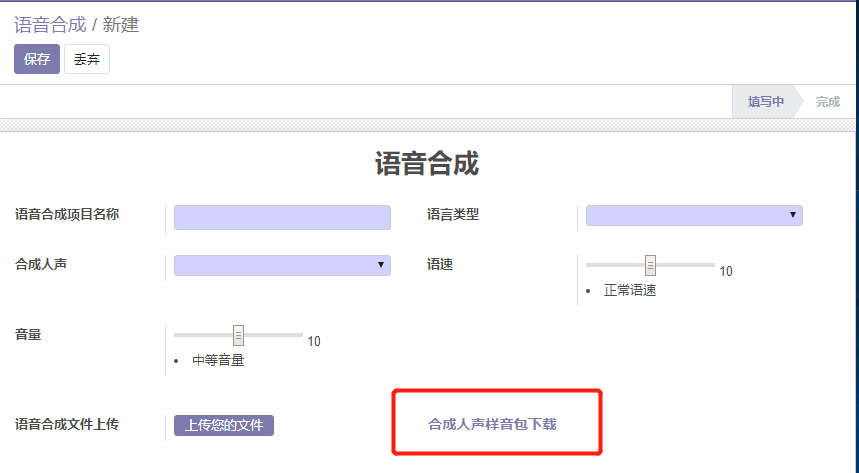 语音合成 / 新建
保存 丢弃
填写中 完成
语音合成
语音合成项目名称 语言类型
合成人声 语速 10
正常语速
音量 10
中等音量
语音合成文件上传 上传您的文件 合成人声样音包下载